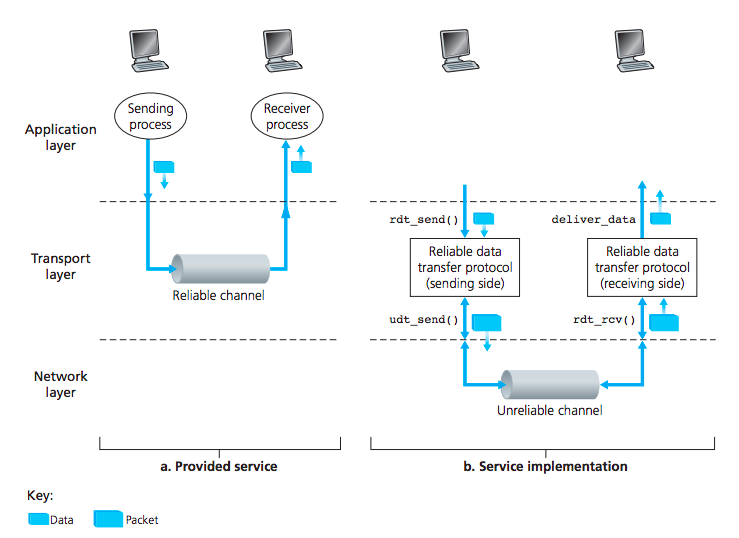 Sending
process
Receiver
process
Application
layer
rdt_send()
deliver_data
Transport
layer
Reliable channel
Reliable data
transfer protocol
(sending side)
Reliable data
transfer protocol
(receiving side)
udt_send()
rdt_rcv()
Network
layer
Unreliable channel
a. Provided service
b. Service implementation
Key:
Data
Packet